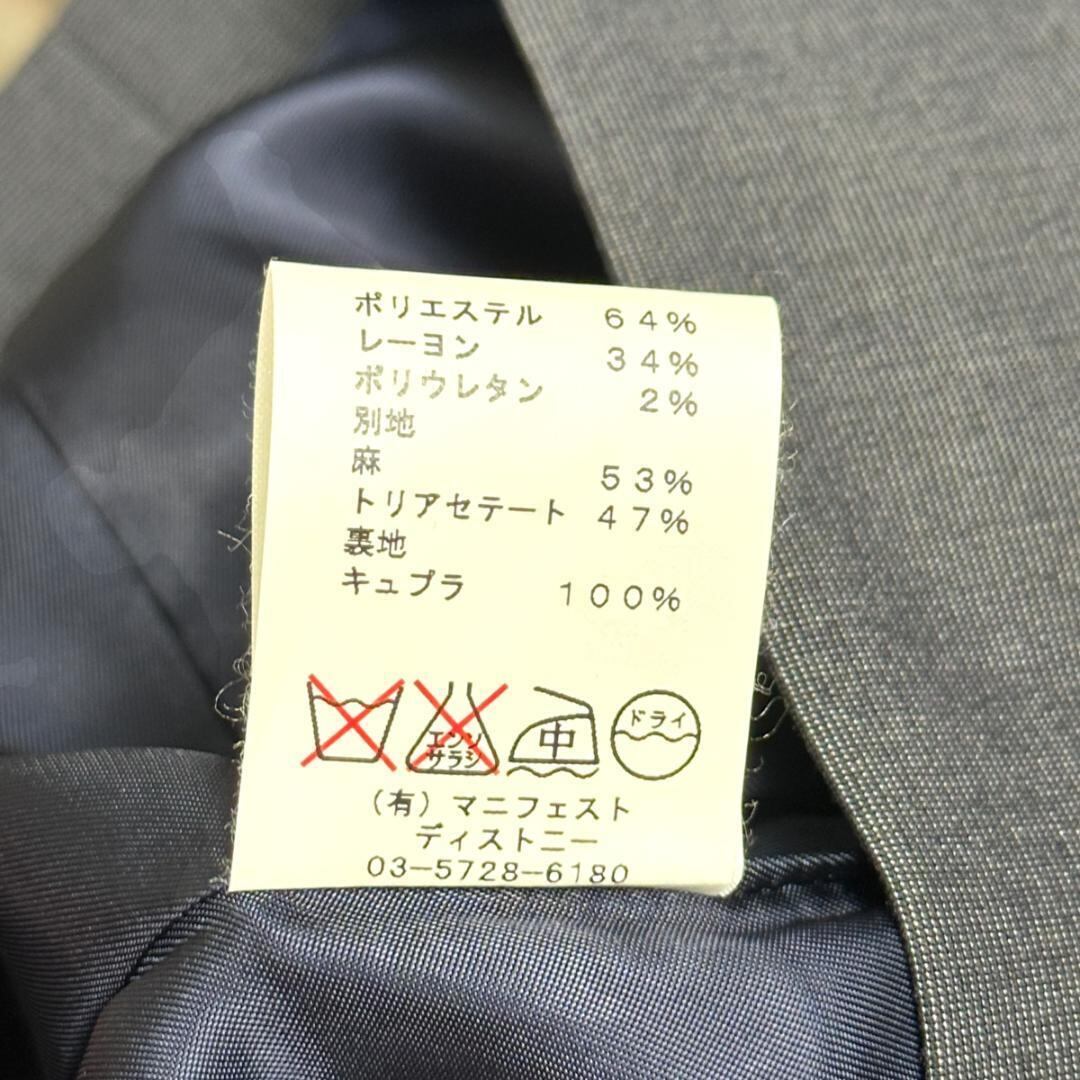 ポリエステル 64%
レーヨン 34%
ポリウレタン 2%
別地
麻 53%
トリアセテート 47%
裏地
キュプラ 100%
エンソ
サラシ
中
ドライ
（有）マニフェスト
ディストニー
03-5728-6180